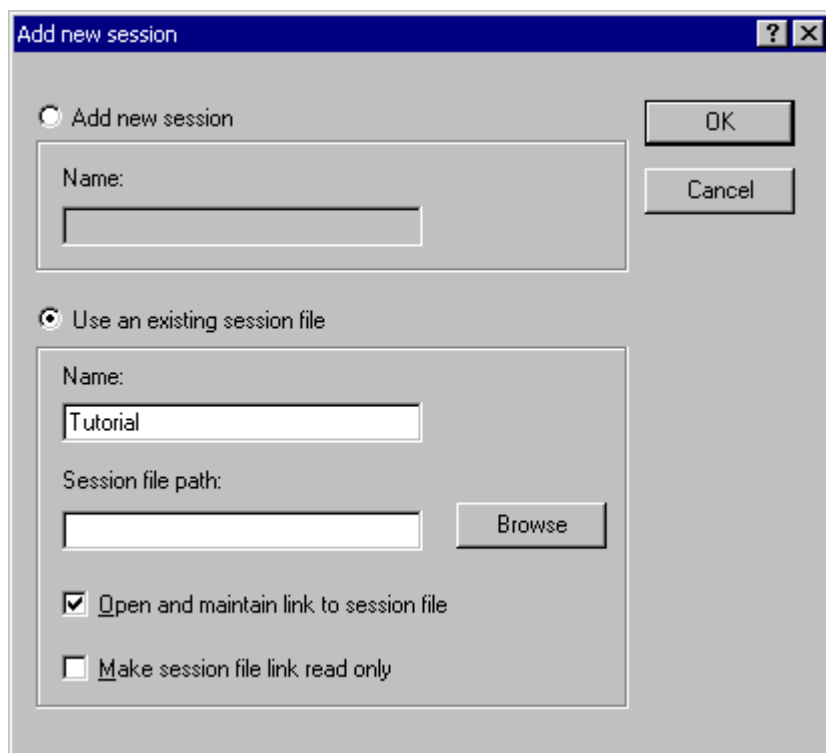 Add new session
Add new session
OK
Name:
Cancel
Use an existing session file
Name:
Tutorial
Session file path:
Browse
Open and maintain link to session file
Make session file link read only